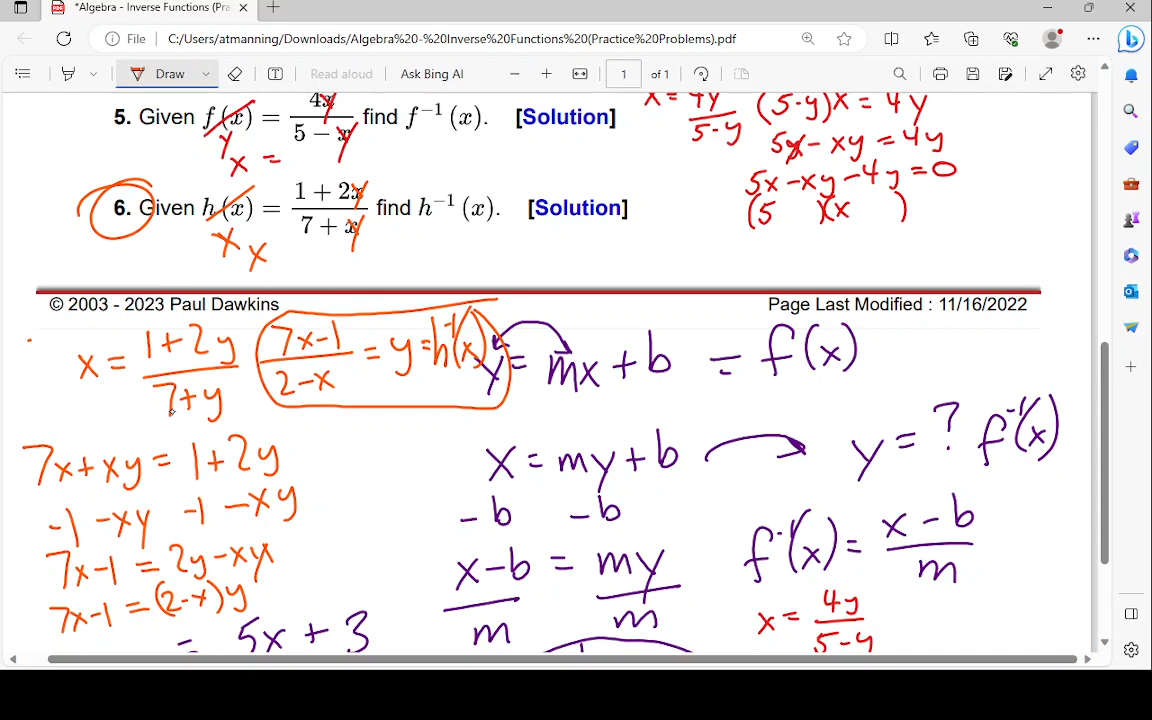 *Algebra - Inverse Functions (Pra
File
C:/Users/atmanning/Downloads/Algebra%20-%20Inverse%20Functions%20(Practice%20Problems).pdf
Draw
Read aloud
Ask Bing AI
1 of 1
5. Given f(x) = 4x / 5 − x find f⁻¹(x). [Solution]
y
y
y
x =
x = 4y / 5-y
(5-y)x = 4y
5x - xy = 4y
5x - xy - 4y = 0
(5 )(x )
6. Given h(x) = 1 + 2x / 7 + x find h⁻¹(x). [Solution]
y
y
x x
© 2003 - 2023 Paul Dawkins
Page Last Modified : 11/16/2022
x = 1+2y / 7+y
7x-1 / 2-x = y = h⁻¹(x)
y = mx + b = f(x)
7x+xy = 1+2y
-1 -xy -1 -xy
7x-1 = 2y-xy
7x-1 = (2-x)y
x = my + b
y = ? f⁻¹(x)
-b -b
x-b = my
m m
f⁻¹(x) = x - b / m
= 5x + 3
x = 4y / 5-y